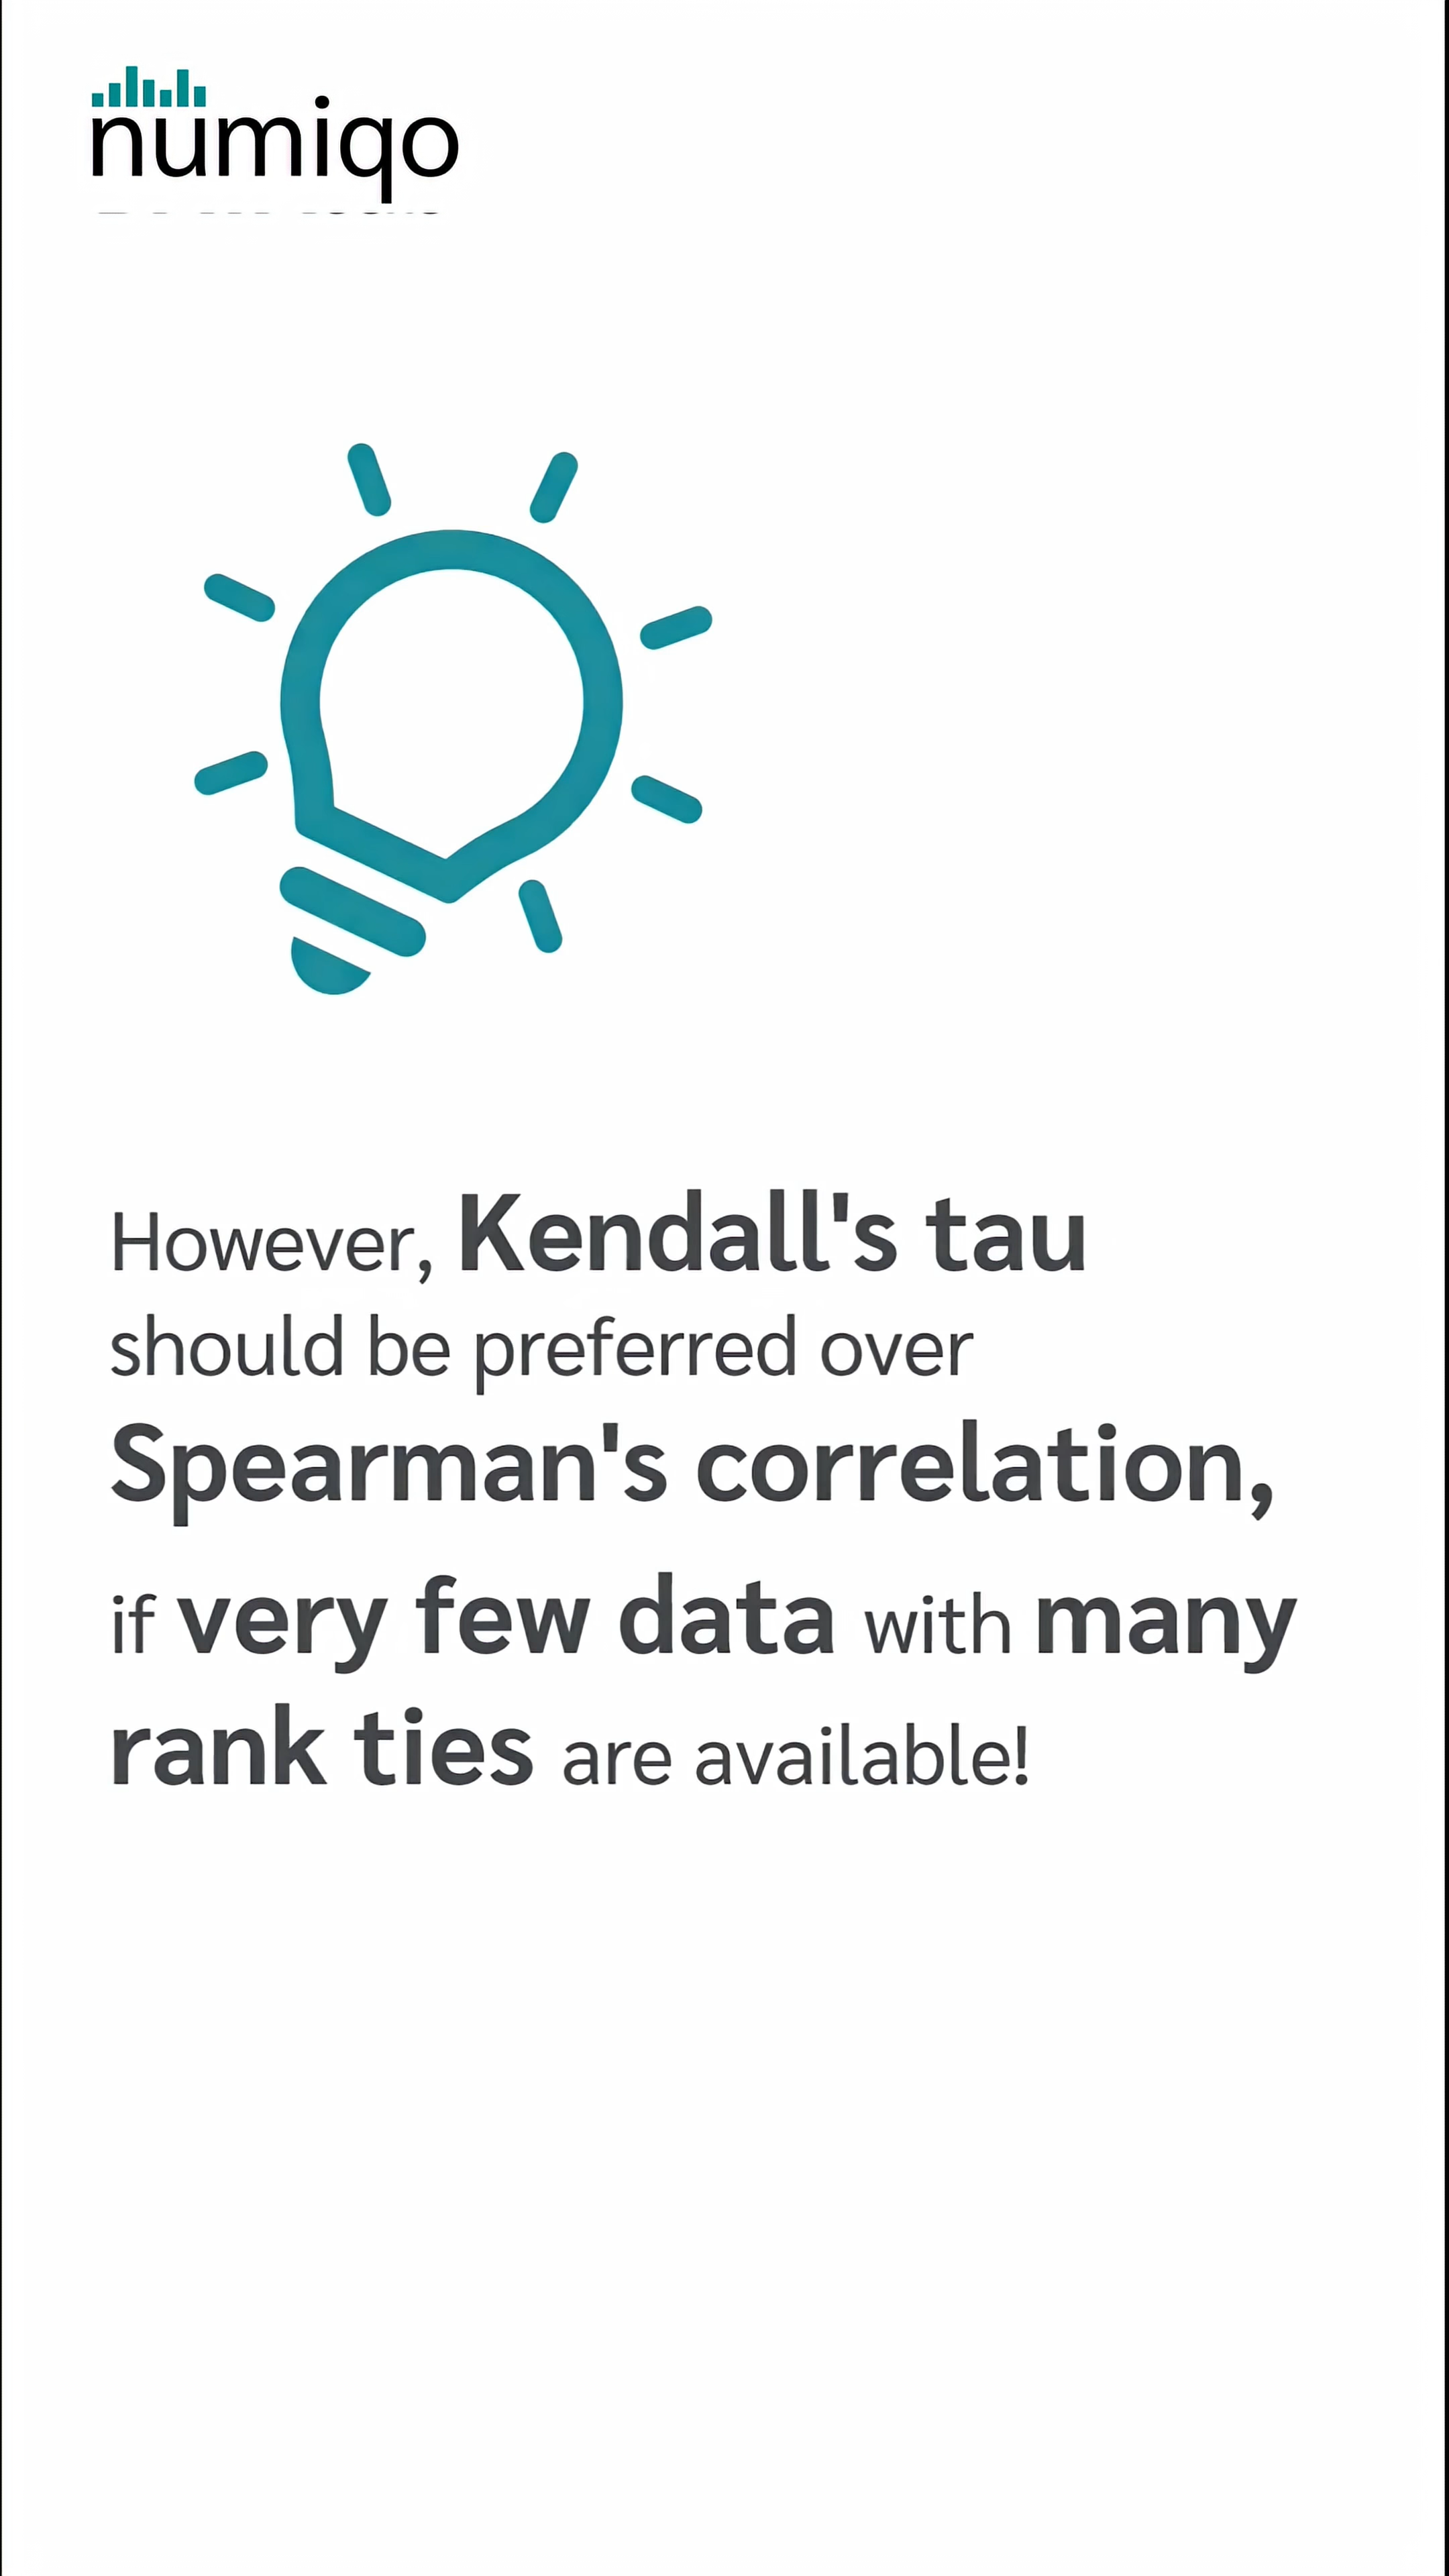 numiqo
However, Kendall's tau
should be preferred over
Spearman's correlation,
if very few data with many
rank ties are available!